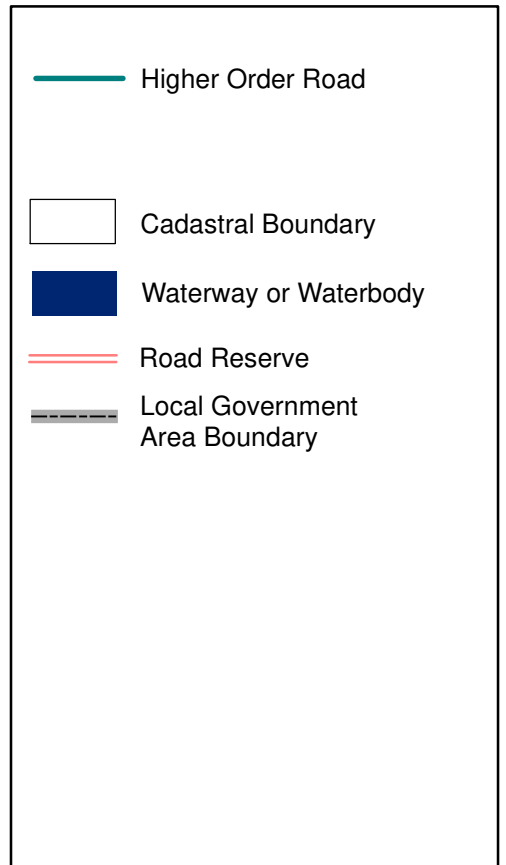 Higher Order Road
Cadastral Boundary
Waterway or Waterbody
Road Reserve
Local Government
Area Boundary